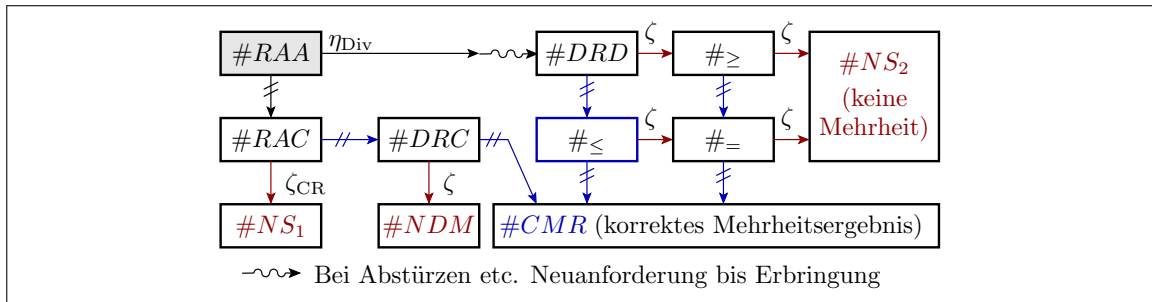 #RAA η_Div #DRD ζ #≥ ζ #NS₂
(keine
Mehrheit)
#RAC #DRC #≤ ζ #= ζ
ζ_CR ζ
#NS₁ #NDM #CMR (korrektes Mehrheitsergebnis)
Bei Abstürzen etc. Neuanforderung bis Erbringung